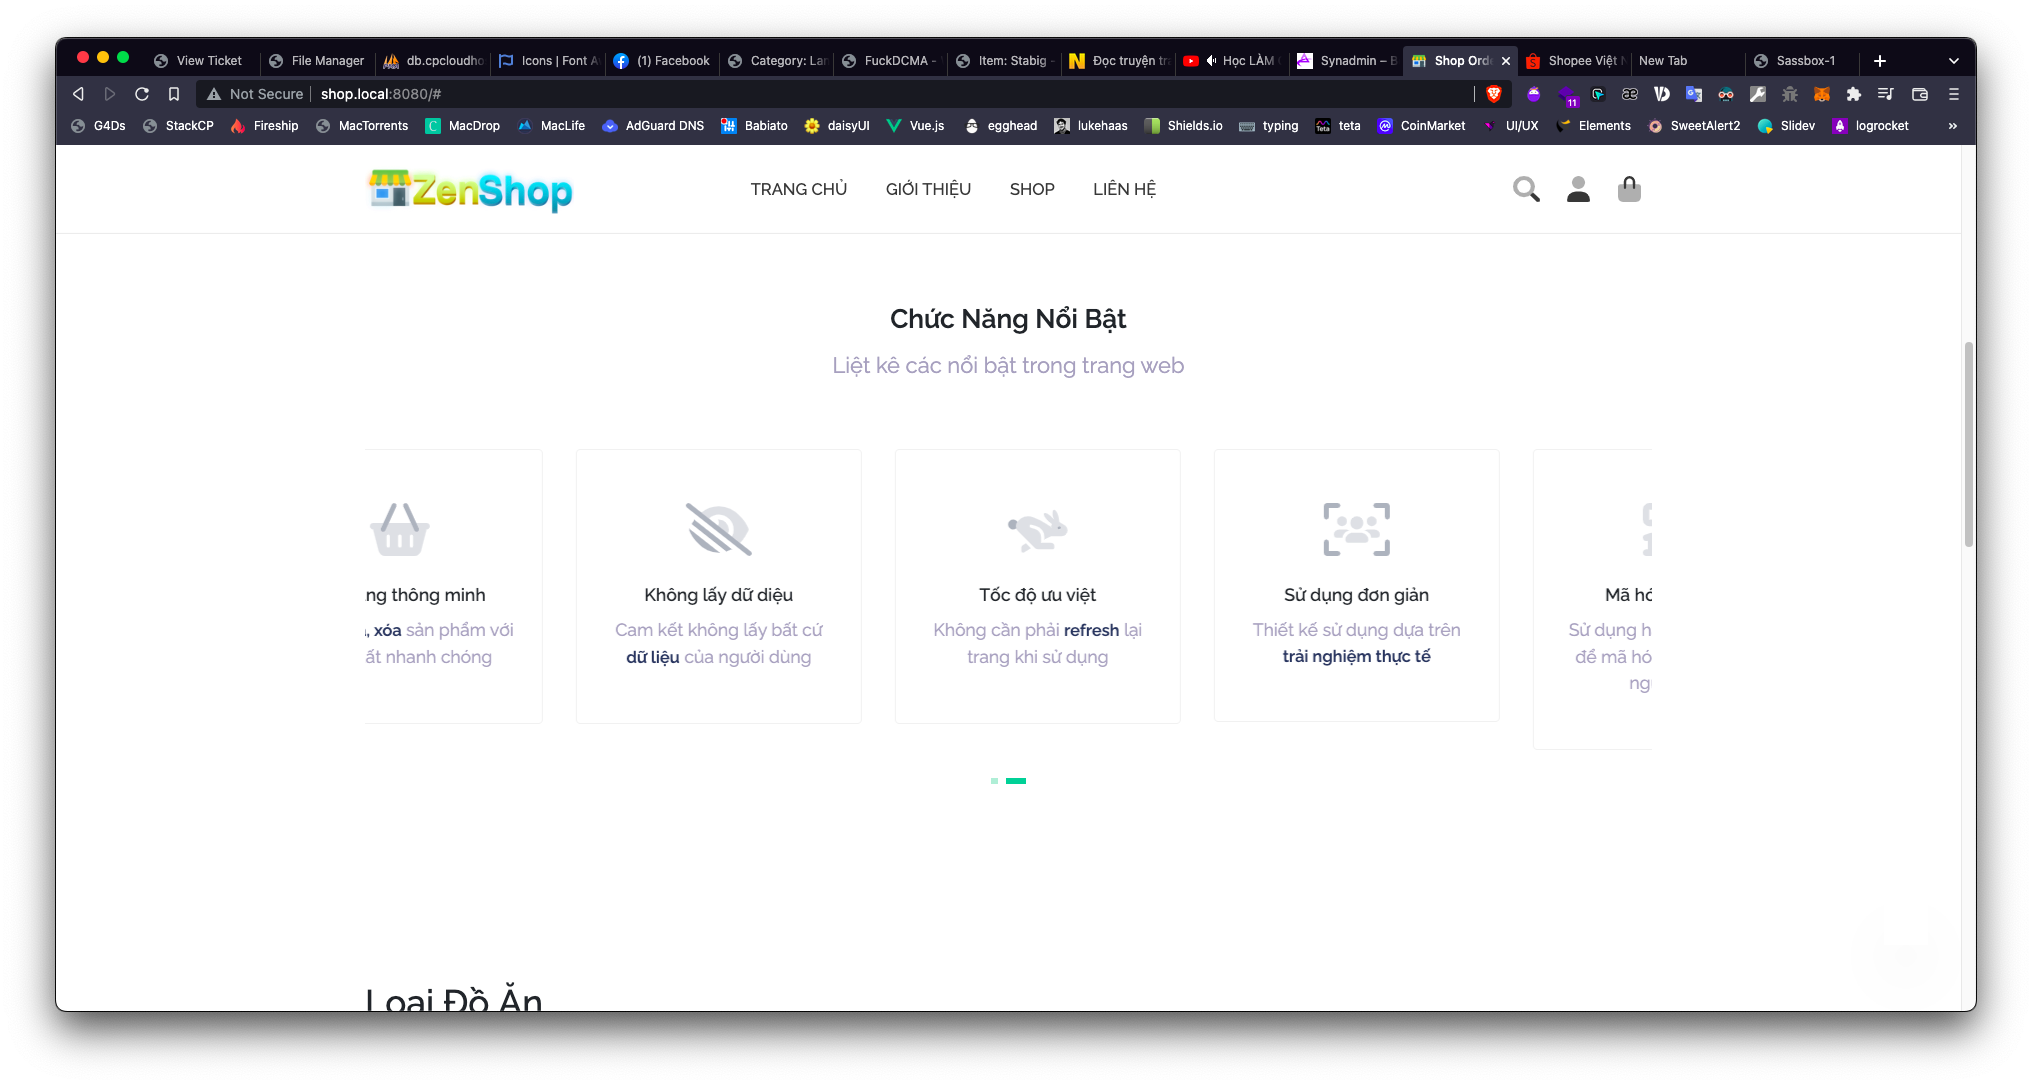 View Ticket
File Manager
db.cpcloudho
Icons | Font A
(1) Facebook
Category: Lan
FuckDCMA -
Item: Stabig -
Đọc truyện tr
Học LÀM
Synadmin – B
Shop Orde
Shopee Việt N
New Tab
Sassbox-1
Not Secure
shop.local:8080/#
11
G4Ds
StackCP
Fireship
MacTorrents
MacDrop
MacLife
AdGuard DNS
Babiato
daisyUI
Vue.js
egghead
lukehaas
Shields.io
typing
teta
CoinMarket
UI/UX
Elements
SweetAlert2
Slidev
logrocket
ZenShop
TRANG CHỦ
GIỚI THIỆU
SHOP
LIÊN HỆ
Chức Năng Nổi Bật
Liệt kê các nổi bật trong trang web
ng thông minh
, xóa sản phẩm với
ất nhanh chóng
Không lấy dữ diệu
Cam kết không lấy bất cứ
dữ liệu của người dùng
Tốc độ ưu việt
Không cần phải refresh lại
trang khi sử dụng
Sử dụng đơn giản
Thiết kế sử dụng dựa trên
trải nghiệm thực tế
Mã hó
Sử dụng h
để mã hó
ng
Loại Đồ Ăn